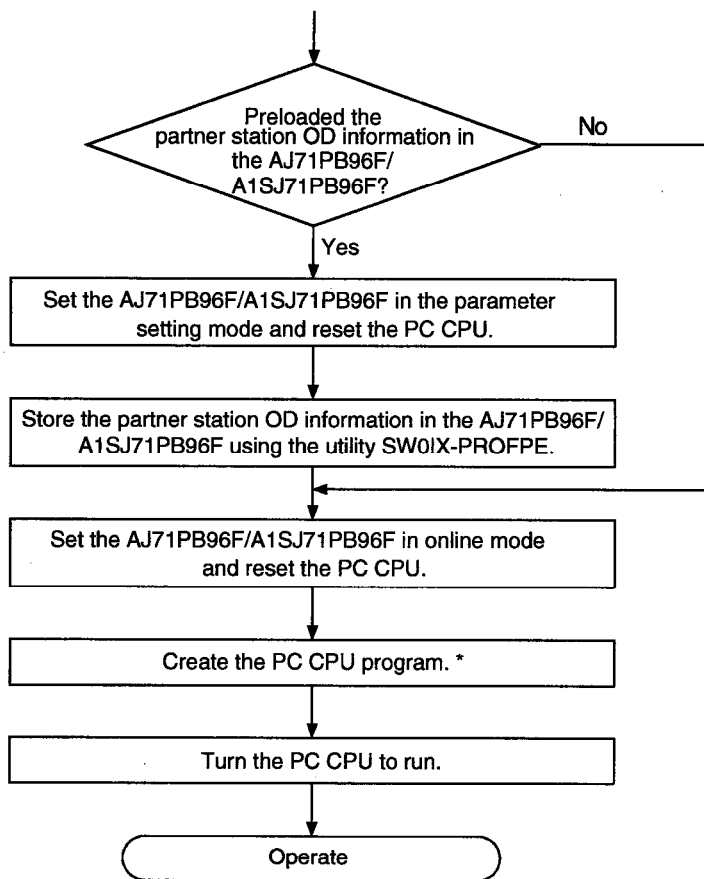 Preloaded the
partner station OD information in
the AJ71PB96F/
A1SJ71PB96F?
No
Yes
Set the AJ71PB96F/A1SJ71PB96F in the parameter
setting mode and reset the PC CPU.
Store the partner station OD information in the AJ71PB96F/
A1SJ71PB96F using the utility SW0IX-PROFPE.
Set the AJ71PB96F/A1SJ71PB96F in online mode
and reset the PC CPU.
Create the PC CPU program. *
Turn the PC CPU to run.
Operate